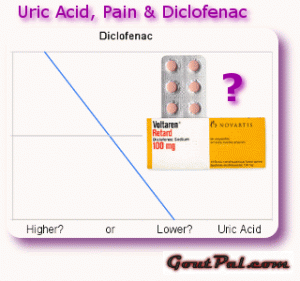 Uric Acid, Pain & Diclofenac
Diclofenac
?
Voltaren®
Retard
100 mg
NOVARTIS
Higher? or Lower? Uric Acid
GoutPal.com